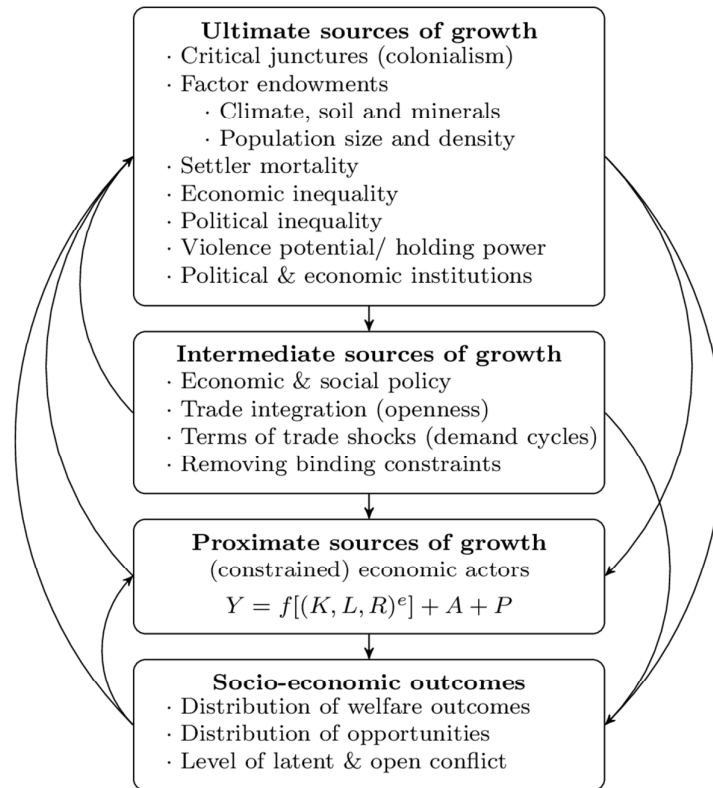 Ultimate sources of growth
· Critical junctures (colonialism)
· Factor endowments
· Climate, soil and minerals
· Population size and density
· Settler mortality
· Economic inequality
· Political inequality
· Violence potential/ holding power
· Political & economic institutions
Intermediate sources of growth
· Economic & social policy
· Trade integration (openness)
· Terms of trade shocks (demand cycles)
· Removing binding constraints
Proximate sources of growth
(constrained) economic actors
Y = f[(K, L, R)^e] + A + P
Socio-economic outcomes
· Distribution of welfare outcomes
· Distribution of opportunities
· Level of latent & open conflict